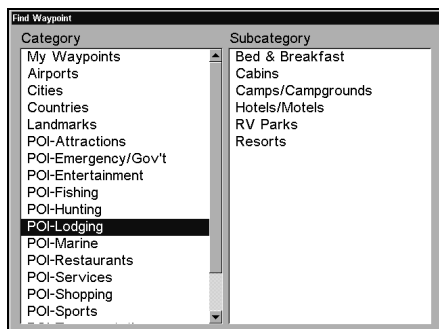 Find Waypoint
Category
My Waypoints
Airports
Cities
Countries
Landmarks
POI-Attractions
POI-Emergency/Gov't
POI-Entertainment
POI-Fishing
POI-Hunting
POI-Lodging
POI-Marine
POI-Restaurants
POI-Services
POI-Shopping
POI-Sports
Subcategory
Bed & Breakfast
Cabins
Camps/Campgrounds
Hotels/Motels
RV Parks
Resorts